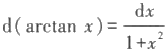 d( arctan x) = dx/(1+x²)